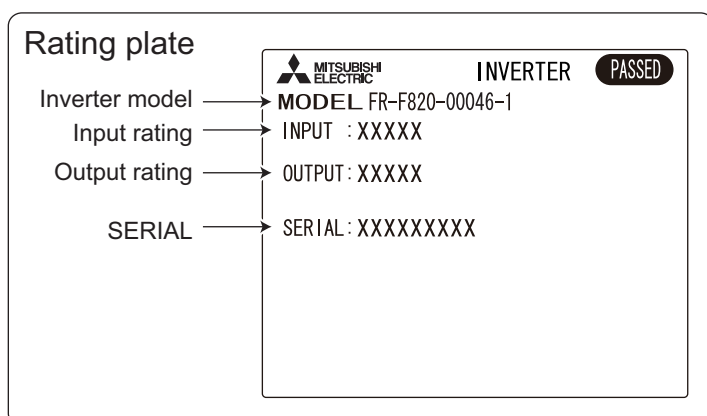 Rating plate
MITSUBISHI
ELECTRIC
INVERTER
PASSED
Inverter model
MODEL FR-F820-00046-1
Input rating
INPUT : XXXXX
Output rating
OUTPUT : XXXXX
SERIAL
SERIAL : XXXXXXXXX